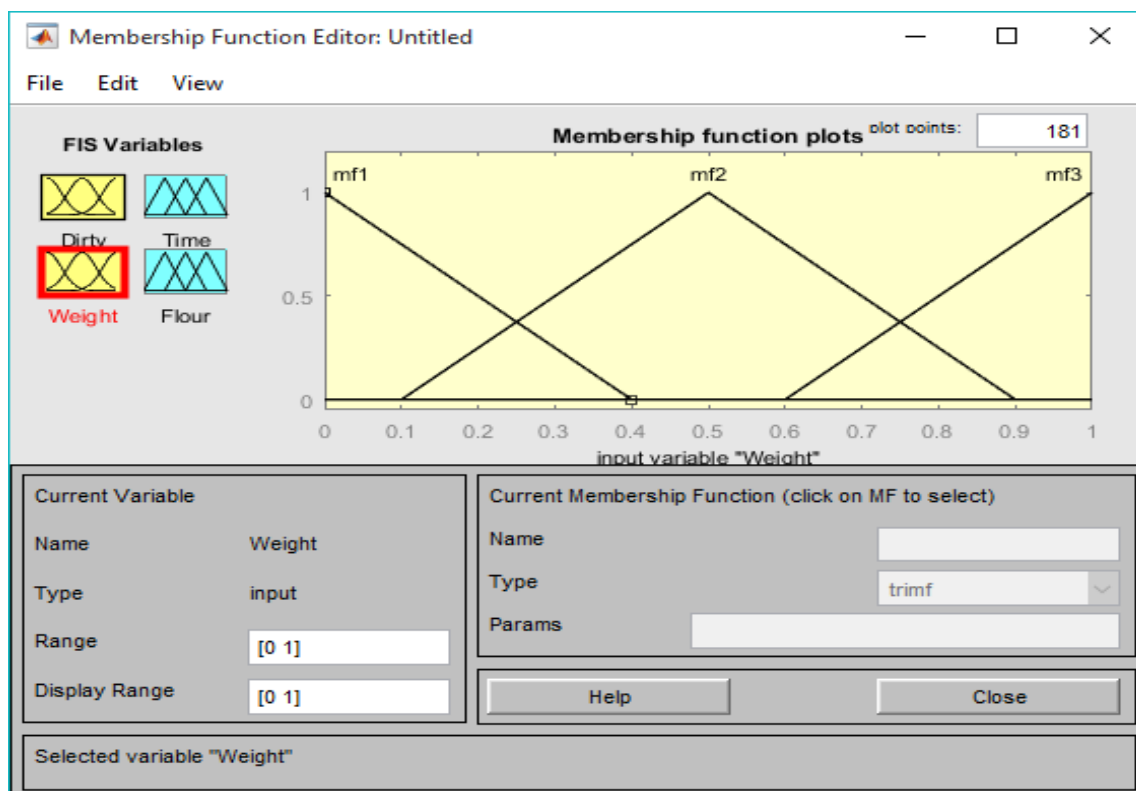 Membership Function Editor: Untitled
File Edit View
FIS Variables
Dirty Time
Weight Flour
Membership function plots plot points: 181
mf1 mf2 mf3
1
0.5
0
0 0.1 0.2 0.3 0.4 0.5 0.6 0.7 0.8 0.9 1
input variable "Weight"
Current Variable
Name Weight
Type input
Range [0 1]
Display Range [0 1]
Current Membership Function (click on MF to select)
Name
Type trimf
Params
Help Close
Selected variable "Weight"